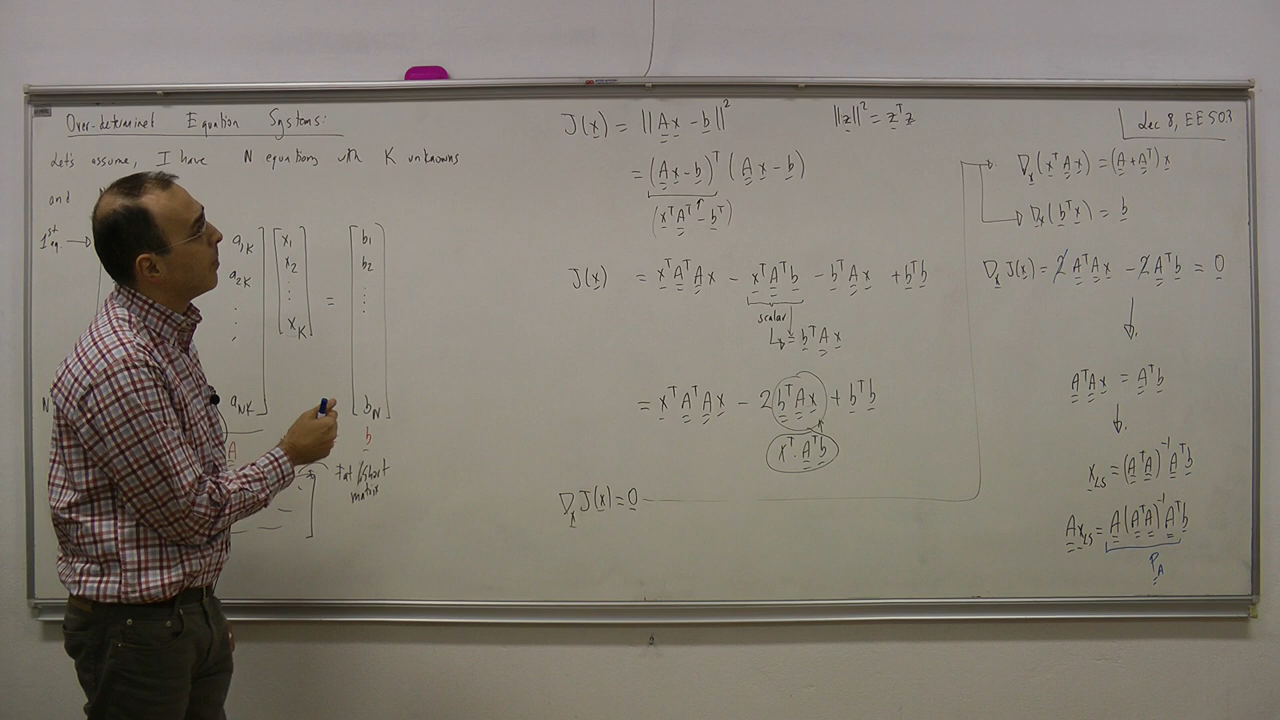 Over-determinet Equation Systems:
Let's assume, I have N equations with K unknowns
and
1st eq. →
a1K
a2K
aNK
x1
x2
xK
=
b1
b2
bN
N
A
b
Fat/short matrix
J(x) = ||Ax - b||²
||z||² = zᵀz
= (Ax - b)ᵀ (Ax - b)
(xᵀAᵀ - bᵀ)
J(x) = xᵀAᵀAx - xᵀAᵀb - bᵀAx + bᵀb
scalar
= bᵀAx
= xᵀAᵀAx - 2bᵀAx + bᵀb
xᵀ·Aᵀb
∇x J(x) = 0
Lec 8, EE503
∇x(xᵀAx) = (A + Aᵀ)x
∇x(bᵀx) = b
∇x J(x) = 2AᵀAx - 2Aᵀb = 0
AᵀAx = Aᵀb
xLS = (AᵀA)⁻¹Aᵀb
AxLS = A(AᵀA)⁻¹Aᵀb
PA